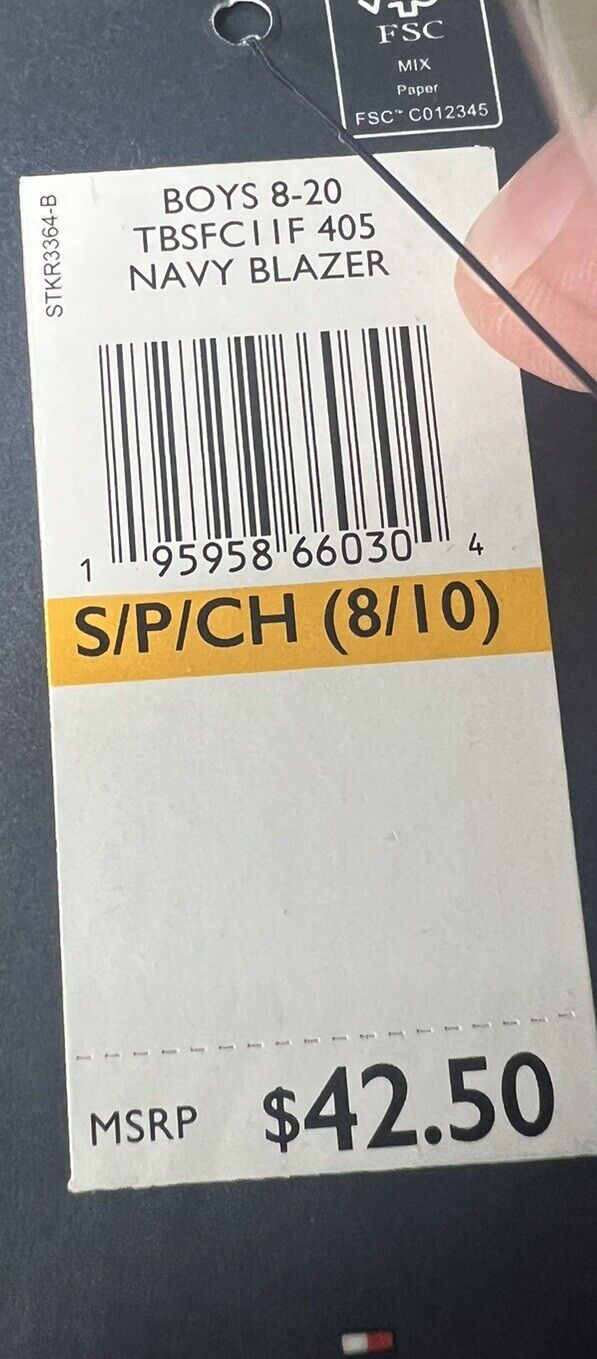 FSC
MIX
Paper
FSC™ C012345
STKR3364-B
BOYS 8-20
TBSFC11F 405
NAVY BLAZER
1 95958 66030 4
S/P/CH (8/10)
MSRP $42.50